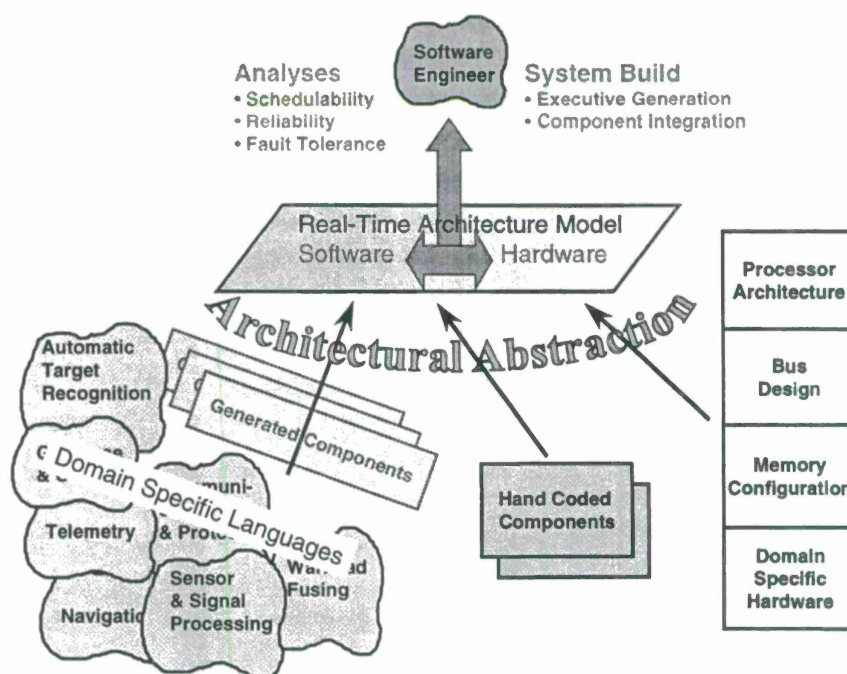 Software
Engineer
Analyses
• Schedulability
• Reliability
• Fault Tolerance
System Build
• Executive Generation
• Component Integration
Real-Time Architecture Model
Software
Hardware
Architectural Abstraction
Processor
Architecture
Bus
Design
Memory
Configuration
Domain
Specific
Hardware
Automatic
Target
Recognition
Generated Components
Domain Specific Languages
Telemetry
Sensor
& Signal
Processing
Fusing
Hand Coded
Components